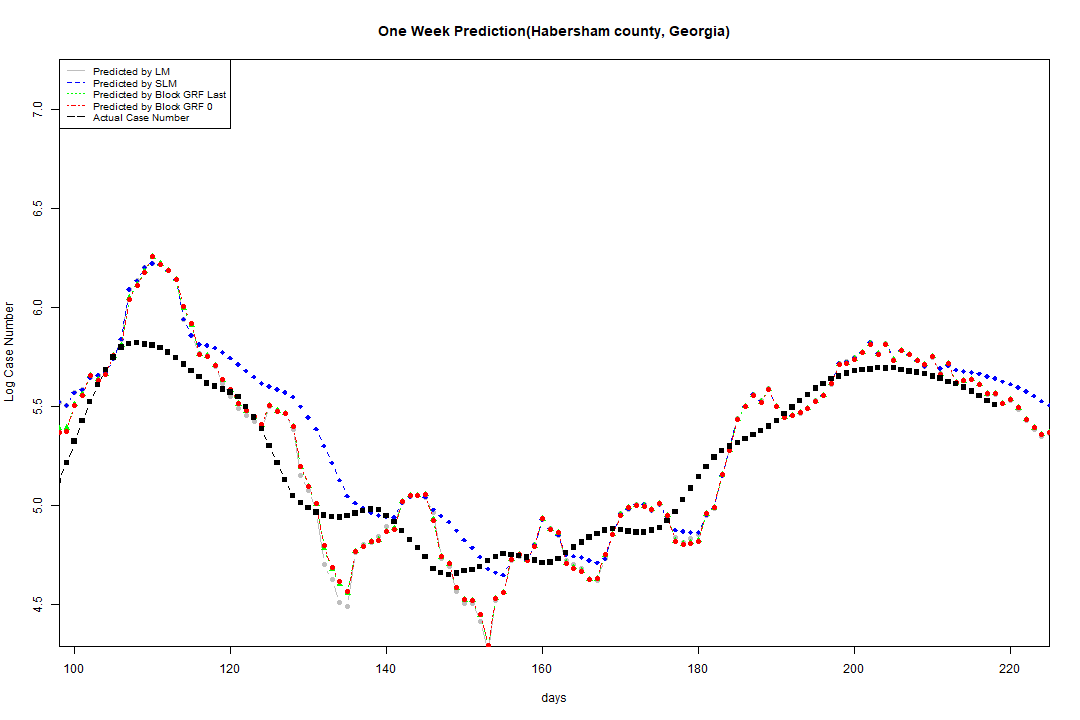 One Week Prediction(Habersham county, Georgia)
Predicted by LM
Predicted by SLM
Predicted by Block GRF Last
Predicted by Block GRF 0
Actual Case Number
7.0
6.5
6.0
5.5
5.0
4.5
Log Case Number
100 120 140 160 180 200 220
days